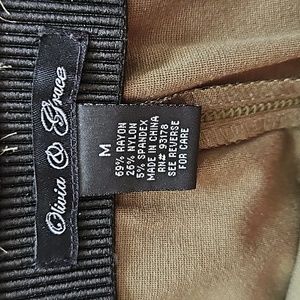 Olivia & Grace
M
69% RAYON
26% NYLON
5% SPANDEX
MADE IN CHINA
RN# 93178
SEE REVERSE
FOR CARE